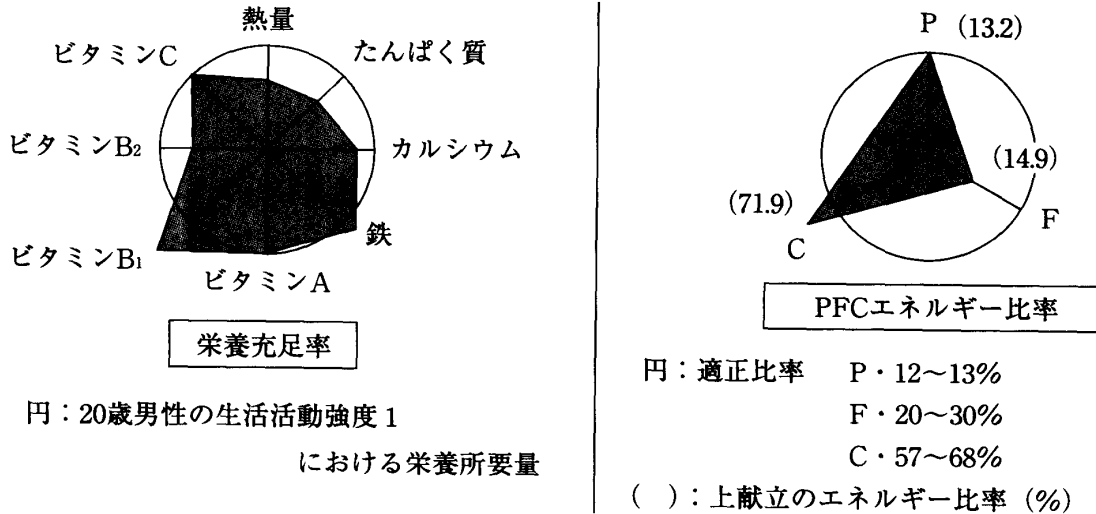 熱量
たんぱく質
カルシウム
鉄
ビタミンA
ビタミンB₁
ビタミンB₂
ビタミンC
栄養充足率
円：20歳男性の生活活動強度1
における栄養所要量
P (13.2)
(14.9)
F
(71.9)
C
PFCエネルギー比率
円：適正比率 P・12～13%
F・20～30%
C・57～68%
( )：上献立のエネルギー比率 (%)